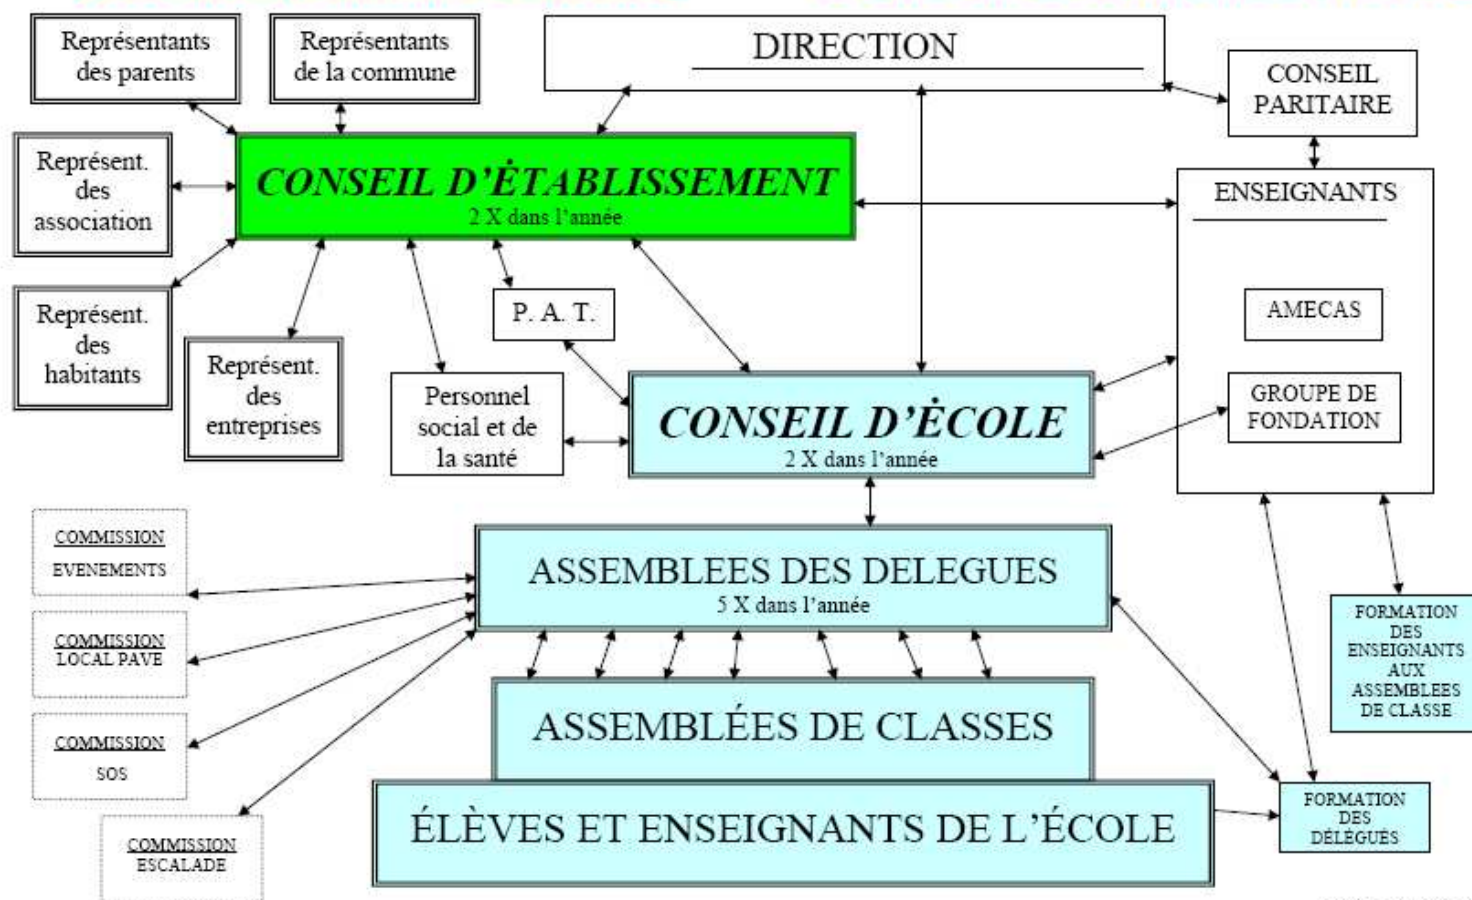 Représentants
des parents
Représentants
de la commune
DIRECTION
CONSEIL
PARITAIRE
Représent.
des
association
CONSEIL D'ÉTABLISSEMENT
2 X dans l'année
ENSEIGNANTS
Représent.
des
habitants
P. A. T.
AMECAS
Représent.
des
entreprises
Personnel
social et de
la santé
CONSEIL D'ÉCOLE
2 X dans l'année
GROUPE DE
FONDATION
COMMISSION
EVENEMENTS
ASSEMBLEES DES DELEGUES
5 X dans l'année
COMMISSION
LOCAL PAVE
FORMATION
DES
ENSEIGNANTS
AUX
ASSEMBLEES
DE CLASSE
COMMISSION
SOS
ASSEMBLÉES DE CLASSES
COMMISSION
ESCALADE
ÉLÈVES ET ENSEIGNANTS DE L'ÉCOLE
FORMATION
DES
DÉLÉGUÉS